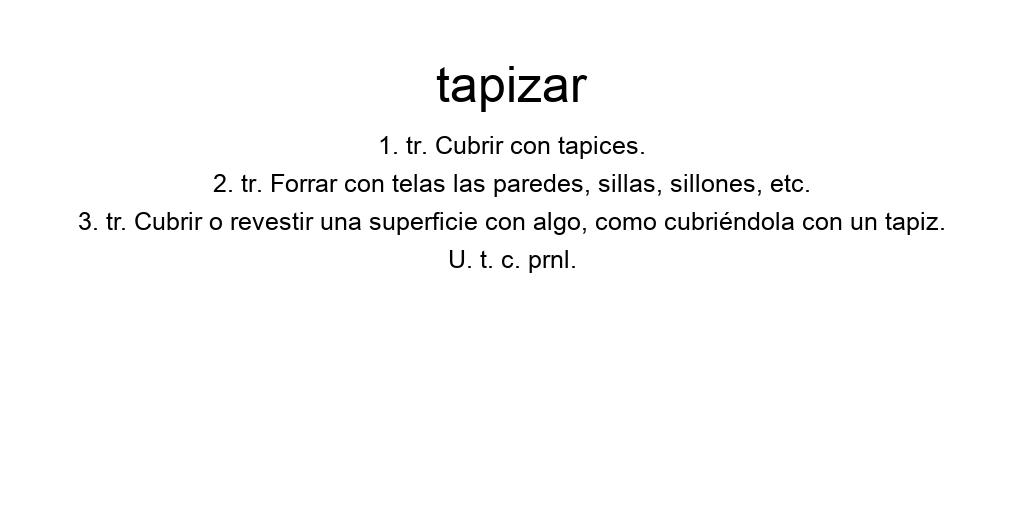 tapizar
1. tr. Cubrir con tapices.
2. tr. Forrar con telas las paredes, sillas, sillones, etc.
3. tr. Cubrir o revestir una superficie con algo, como cubriéndola con un tapiz.
U. t. c. prnl.